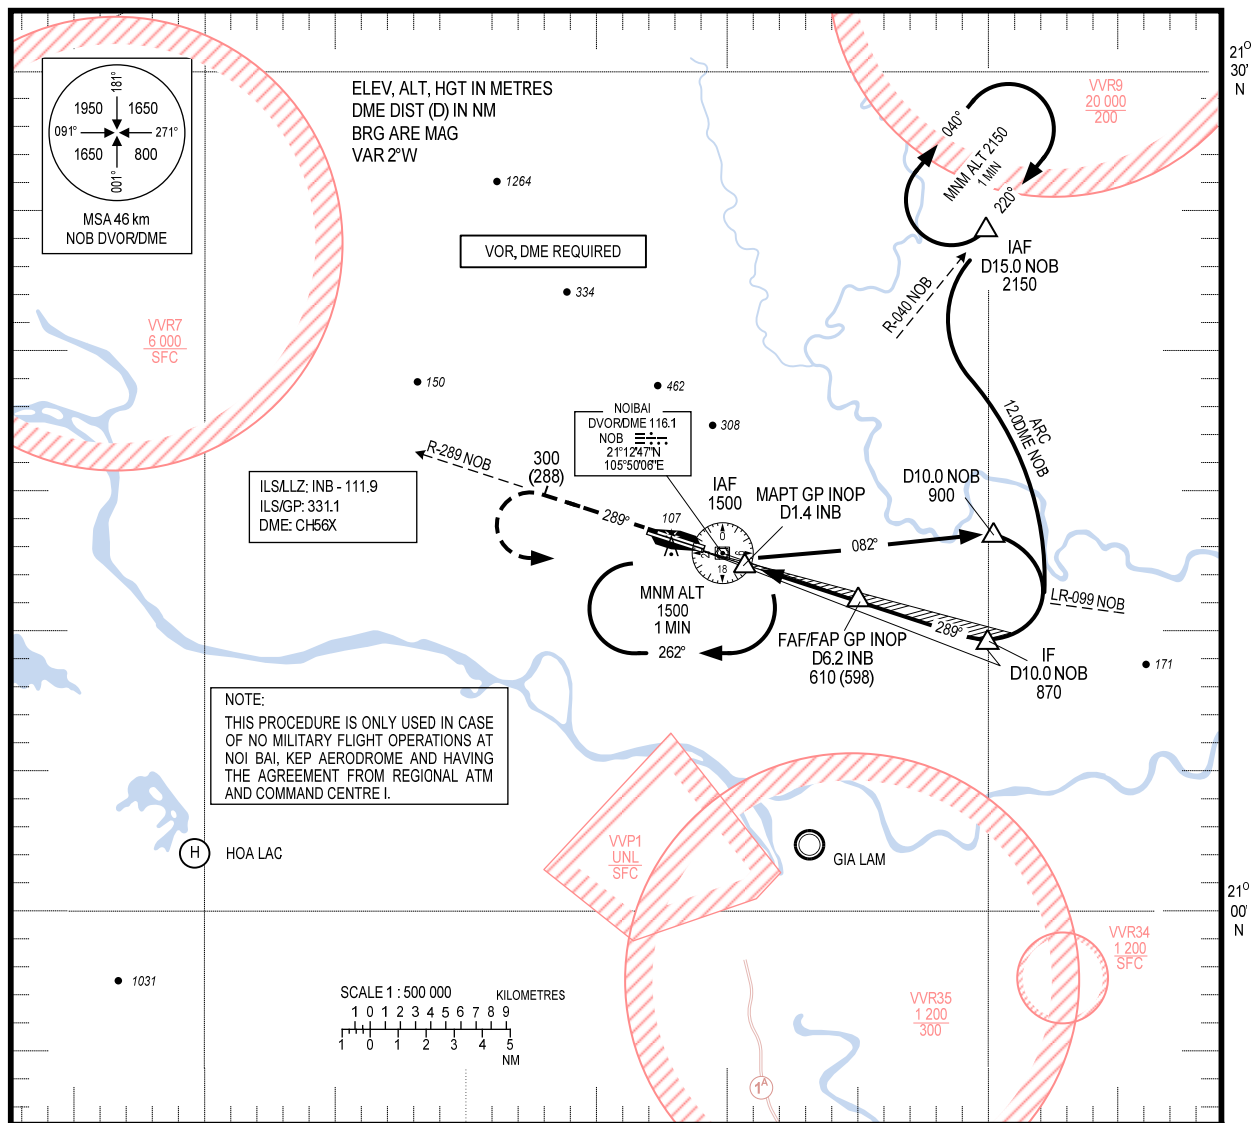 21°
30'
N
181°
1950
1650
091°
271°
1650
800
001°
MSA 46 km
NOB DVOR/DME
ELEV, ALT, HGT IN METRES
DME DIST (D) IN NM
BRG ARE MAG
VAR 2°W
1264
VOR, DME REQUIRED
334
VVR9
20 000
200
040°
MNM ALT 2150
1 MIN
220°
IAF
D15.0 NOB
2150
R-040 NOB
VVR7
6 000
SFC
150
462
308
ARC
12.0DME NOB
NOIBAI
DVOR/DME 116.1
NOB
21°12'47"N
105°50'06"E
R-289 NOB
300
(288)
289°
107
ILS/LLZ: INB - 111.9
ILS/GP: 331.1
DME: CH56X
IAF
1500
MAPT GP INOP
D1.4 INB
D10.0 NOB
900
082°
0
18
MNM ALT
1500
1 MIN
262°
LR-099 NOB
289°
FAF/FAP GP INOP
D6.2 INB
610 (598)
IF
D10.0 NOB
870
171
NOTE:
THIS PROCEDURE IS ONLY USED IN CASE
OF NO MILITARY FLIGHT OPERATIONS AT
NOI BAI, KEP AERODROME AND HAVING
THE AGREEMENT FROM REGIONAL ATM
AND COMMAND CENTRE I.
H
HOA LAC
VVP1
UNL
SFC
GIA LAM
21°
00'
N
VVR34
1 200
SFC
VVR35
1 200
300
1031
SCALE 1 : 500 000
KILOMETRES
1 0 1 2 3 4 5 6 7 8 9
1 0 1 2 3 4 5
NM
1A